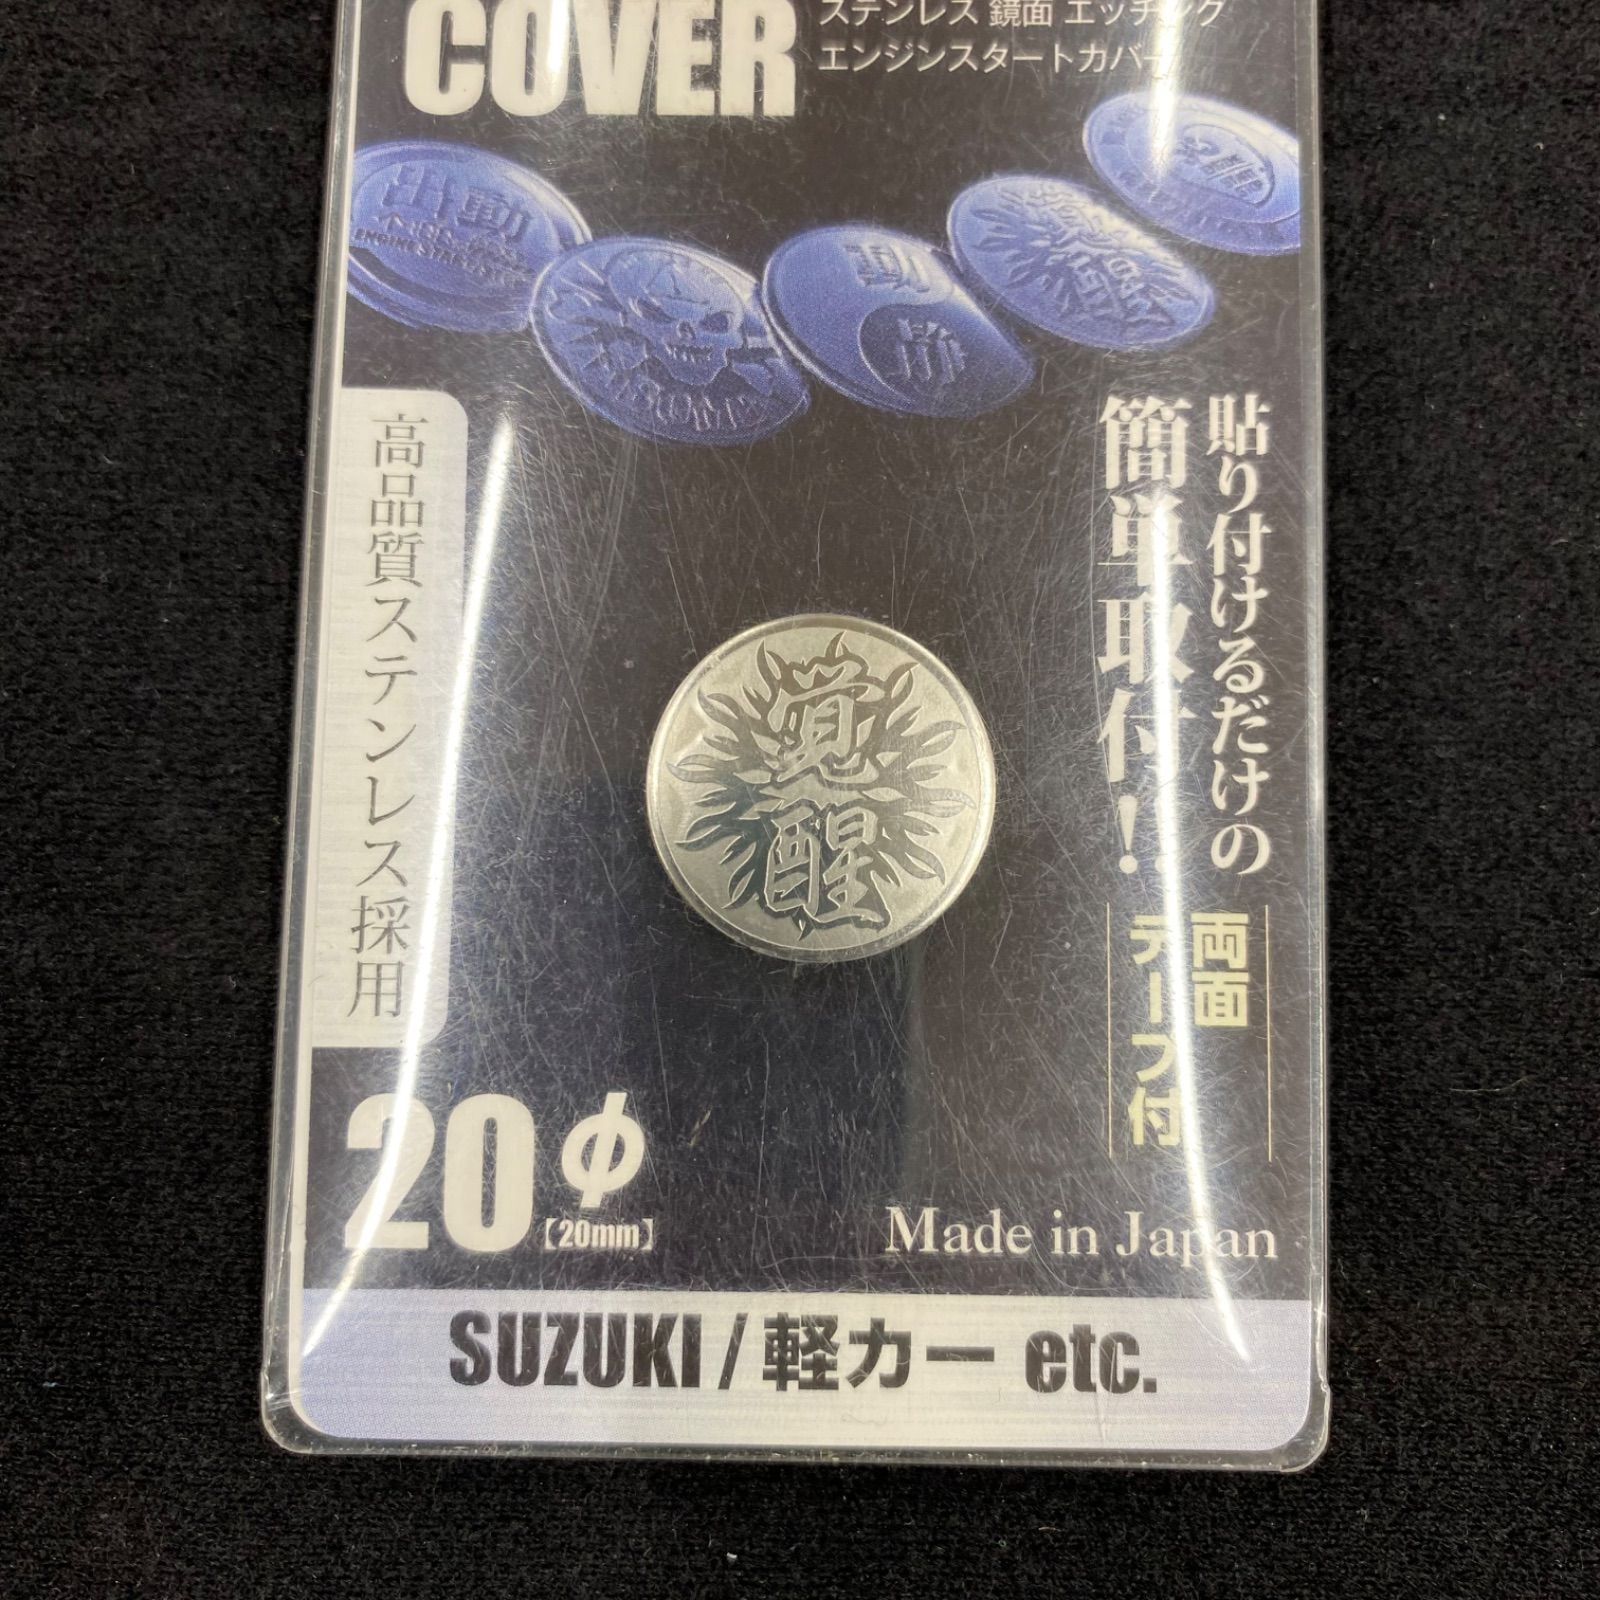 COVER
ステンレス 鏡面 エッチング
エンジンスタートカバー
出動
貼り付けるだけの
簡単取付!!
両面
テープ付
高品質ステンレス採用
覚醒
20φ
【20mm】
Made in Japan
SUZUKI / 軽カー etc.